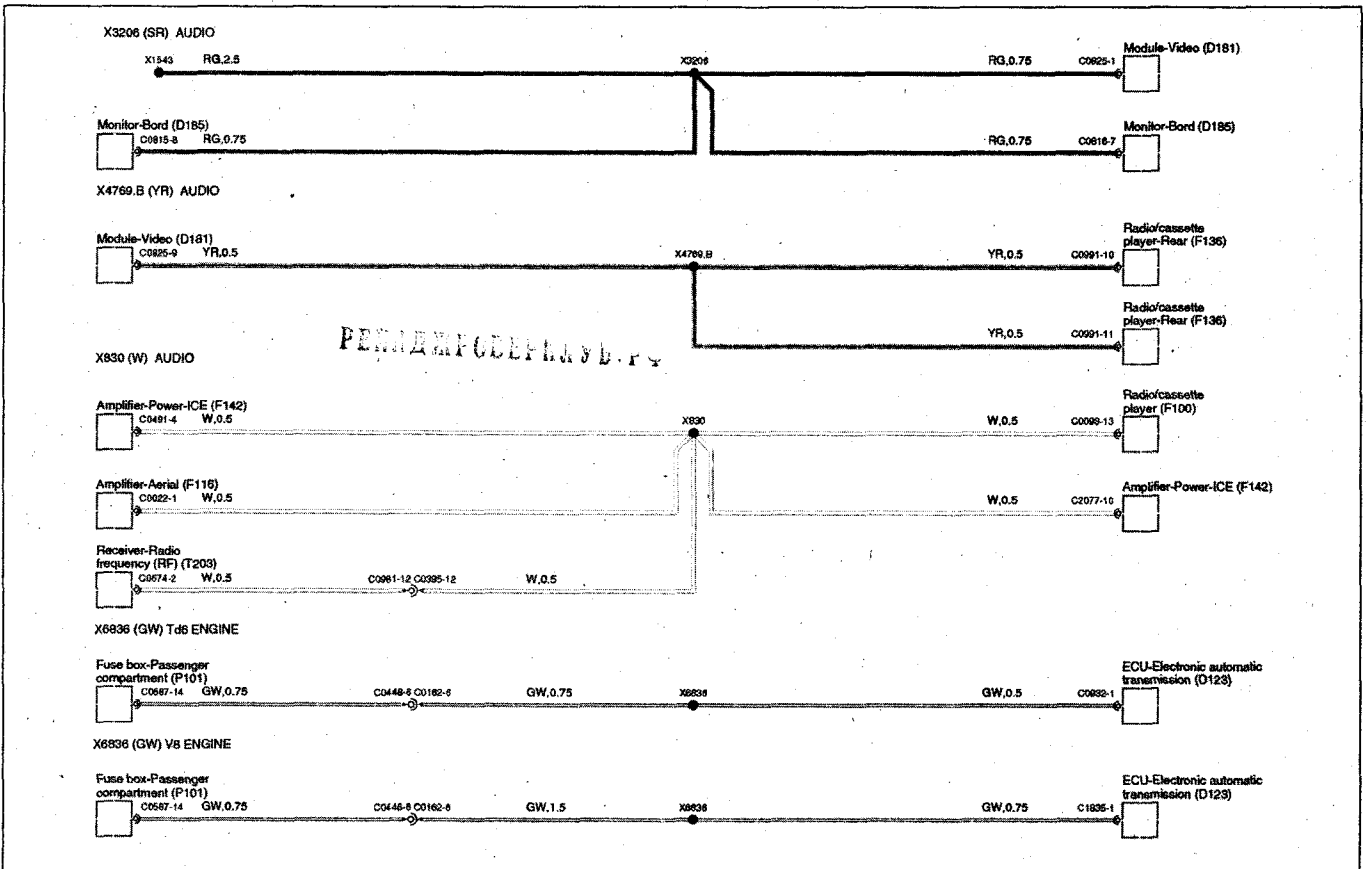 X3206 (SR) AUDIO
X1543 RG,2.5 X3206 RG,0.75 C0825-1
Module-Video (D181)
Monitor-Bord (D185)
C0815-8 RG,0.75
RG,0.75 C0816-7
Monitor-Bord (D185)
X4769.B (YR) AUDIO
Module-Video (D181)
C0825-9 YR,0.5 X4769.B YR,0.5 C0991-10
Radio/cassette
player-Rear (F136)
YR,0.5 C0991-11
Radio/cassette
player-Rear (F136)
РЕЙНДЖРОВЕРКЛУБ.РФ
X830 (W) AUDIO
Amplifier-Power-ICE (F142)
C0491-4 W,0.5 X830 W,0.5 C0099-13
Radio/cassette
player (F100)
Amplifier-Aerial (F116)
C0022-1 W,0.5
W,0.5 C2077-10
Amplifier-Power-ICE (F142)
Receiver-Radio
frequency (RF) (T203)
C0674-2 W,0.5 C0981-12 C0395-12 W,0.5
X6836 (GW) Td6 ENGINE
Fuse box-Passenger
compartment (P101)
C0587-14 GW,0.75 C0448-6 C0162-6 GW,0.75 X6836 GW,0.5 C0932-1
ECU-Electronic automatic
transmission (D123)
X6836 (GW) V8 ENGINE
Fuse box-Passenger
compartment (P101)
C0587-14 GW,0.75 C0448-6 C0162-6 GW,1.5 X6836 GW,0.75 C1835-1
ECU-Electronic automatic
transmission (D123)